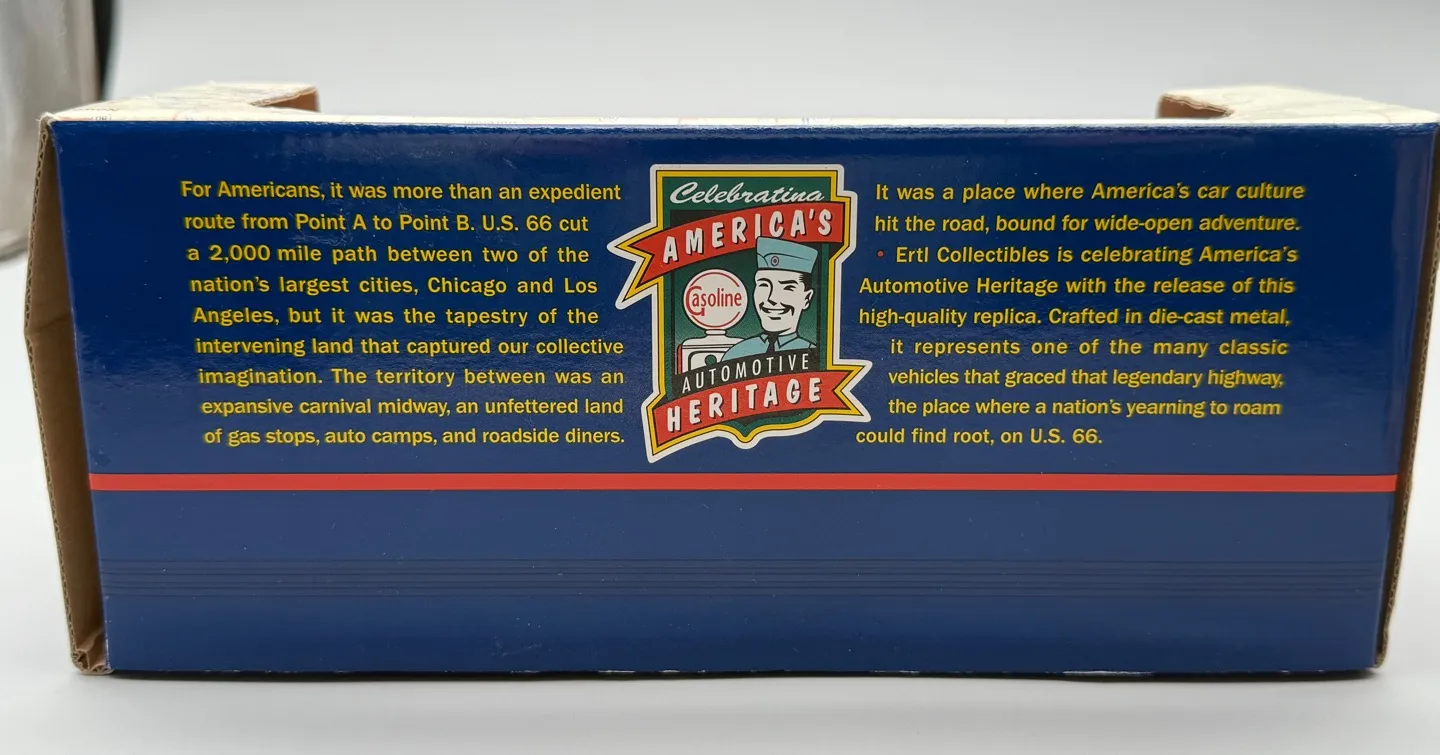 For Americans, it was more than an expedient
route from Point A to Point B. U.S. 66 cut
a 2,000 mile path between two of the
nation's largest cities, Chicago and Los
Angeles, but it was the tapestry of the
intervening land that captured our collective
imagination. The territory between was an
expansive carnival midway, an unfettered land
of gas stops, auto camps, and roadside diners.
Celebrating
AMERICA'S
Gasoline
AUTOMOTIVE
HERITAGE
It was a place where America's car culture
hit the road, bound for wide-open adventure.
• Ertl Collectibles is celebrating America's
Automotive Heritage with the release of this
high-quality replica. Crafted in die-cast metal,
it represents one of the many classic
vehicles that graced that legendary highway,
the place where a nation's yearning to roam
could find root, on U.S. 66.